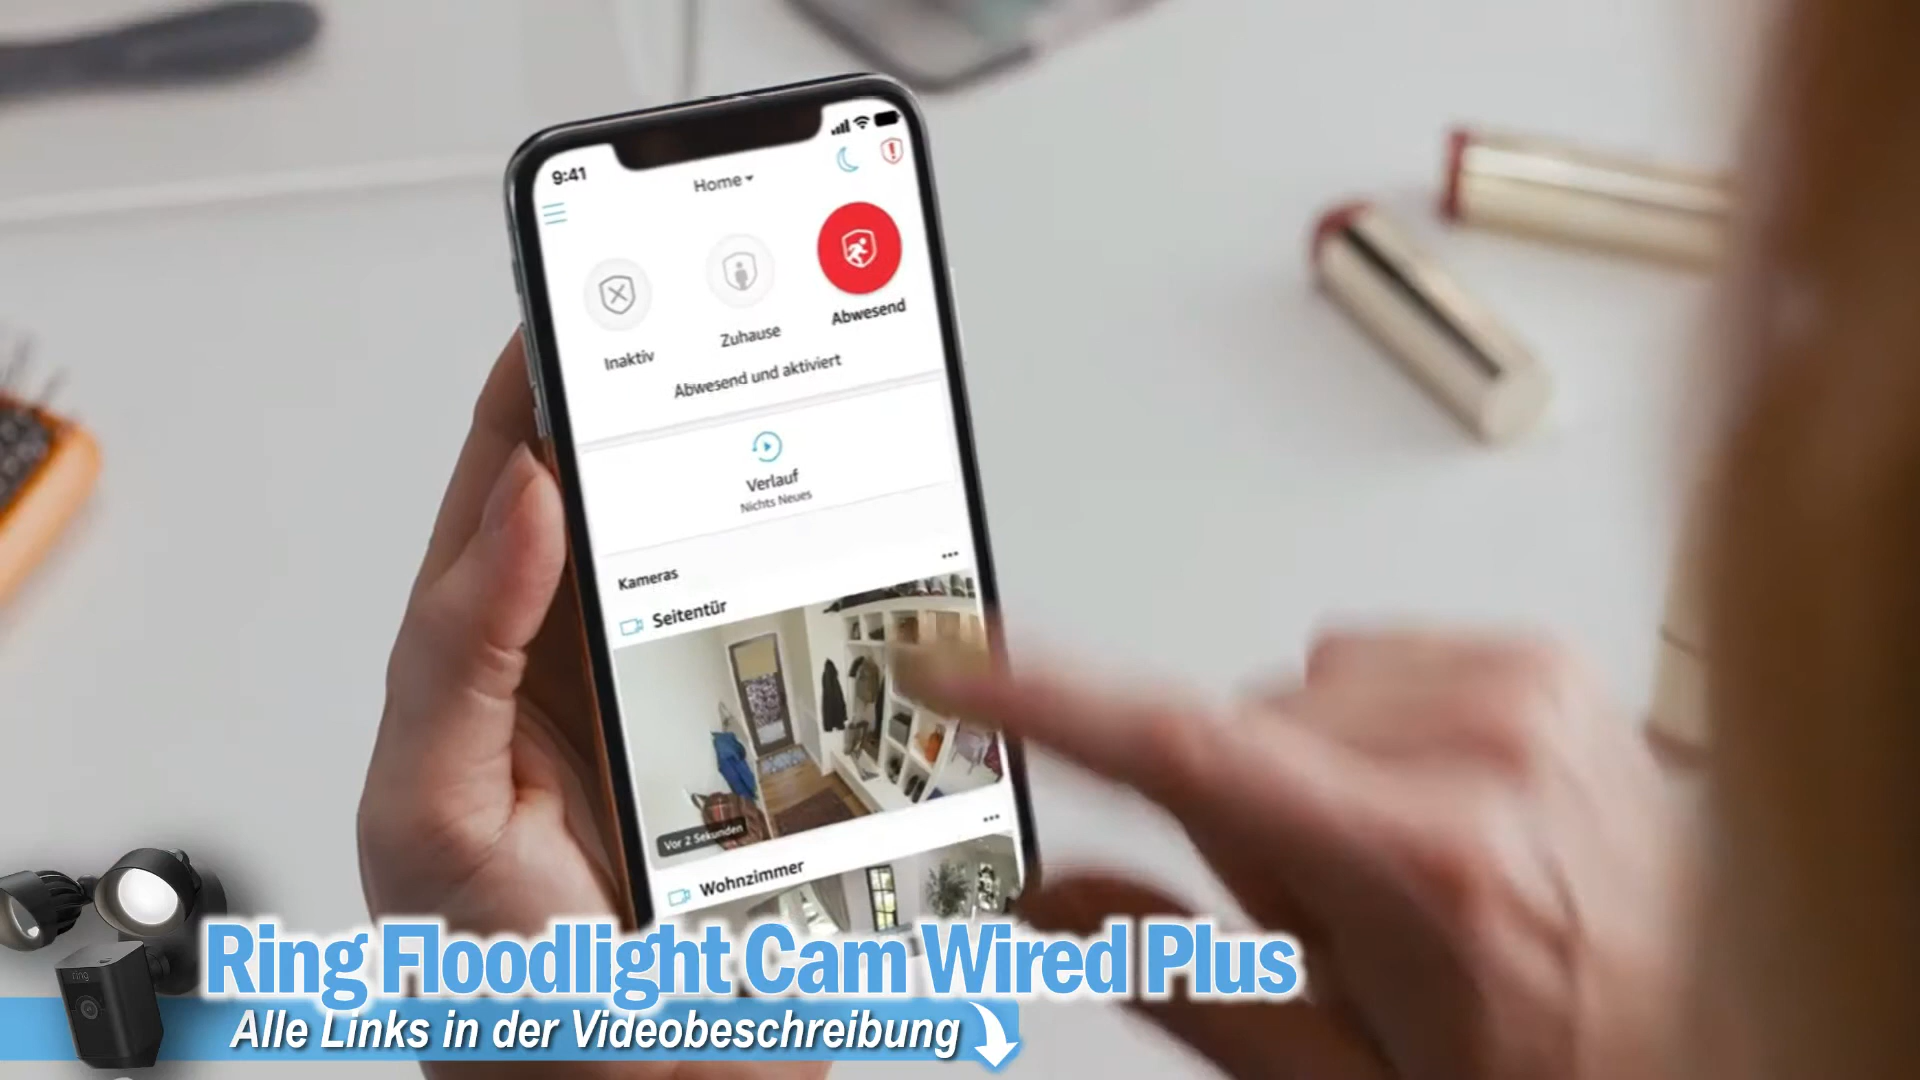 9:41
Home
Inaktiv
Zuhause
Abwesend
Abwesend und aktiviert
Verlauf
Nichts Neues
Kameras
Seitentür
Vor 2 Sekunden
Wohnzimmer
ring
Ring Floodlight Cam Wired Plus
Alle Links in der Videobeschreibung